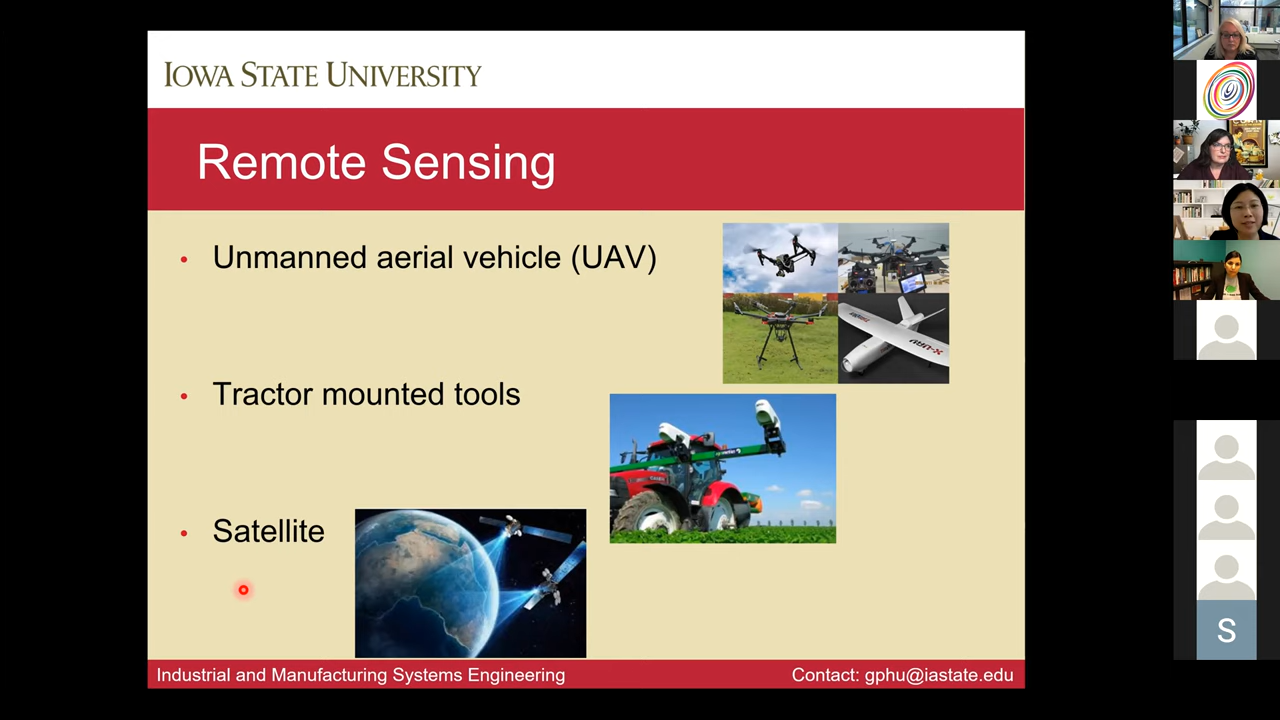 IOWA STATE UNIVERSITY
Remote Sensing
• Unmanned aerial vehicle (UAV)
X-UAV
• Tractor mounted tools
• Satellite
S
Industrial and Manufacturing Systems Engineering
Contact: gphu@iastate.edu